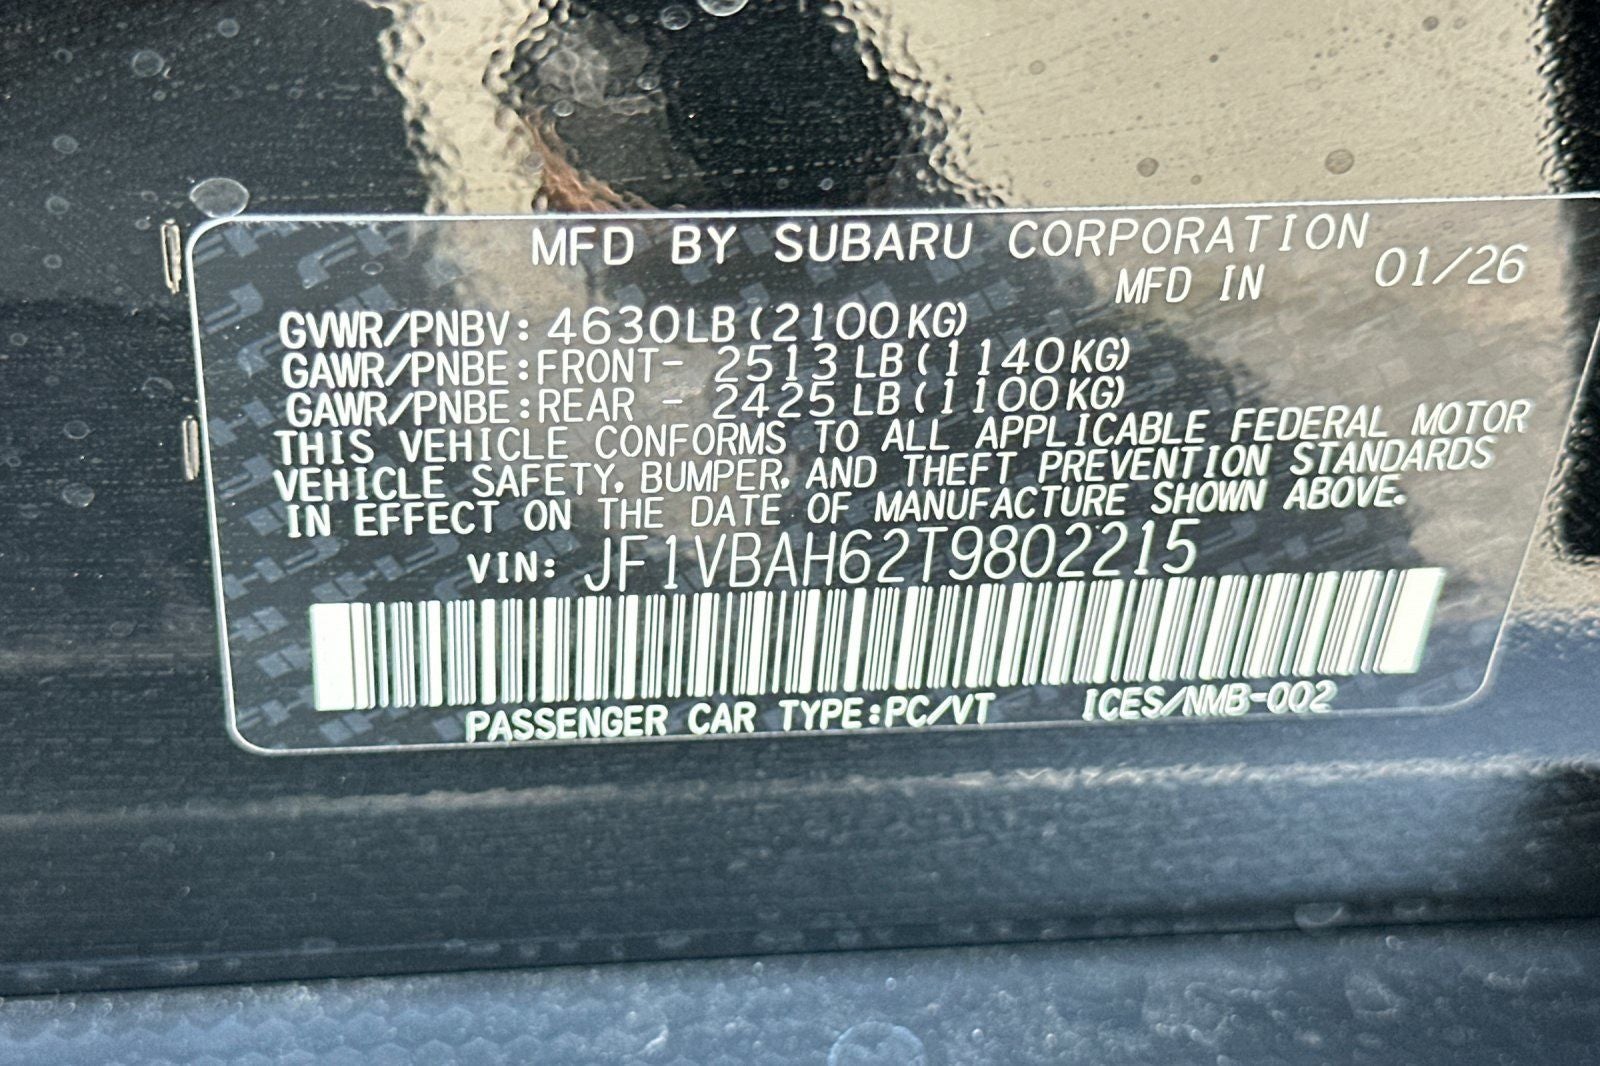 MFD BY SUBARU CORPORATION
MFD IN 01/26
GVWR/PNBV: 4630LB (2100KG)
GAWR/PNBE:FRONT- 2513 LB (1140KG)
GAWR/PNBE:REAR - 2425 LB (1100KG)
THIS VEHICLE CONFORMS TO ALL APPLICABLE FEDERAL MOTOR
VEHICLE SAFETY, BUMPER, AND THEFT PREVENTION STANDARDS
IN EFFECT ON THE DATE OF MANUFACTURE SHOWN ABOVE.
VIN: JF1VBAH62T9802215
PASSENGER CAR TYPE:PC/VT ICES/NMB-002